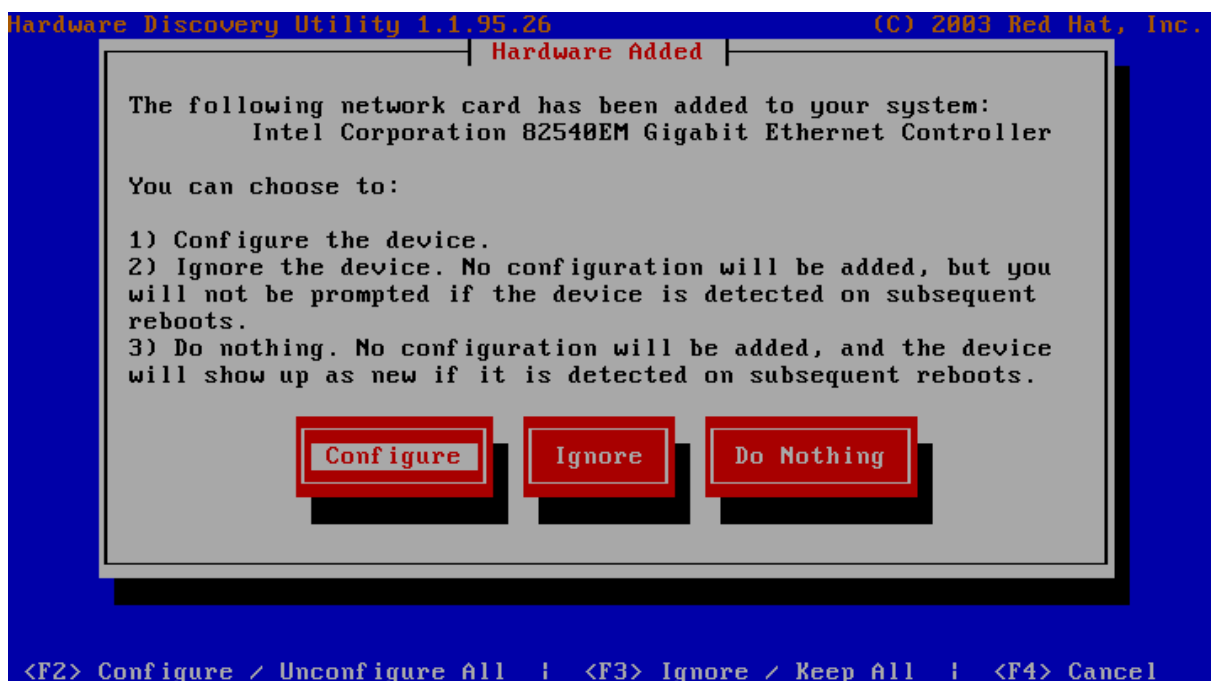 Hardware Discovery Utility 1.1.95.26 (C) 2003 Red Hat, Inc.
Hardware Added
The following network card has been added to your system:
Intel Corporation 82540EM Gigabit Ethernet Controller
You can choose to:
1) Configure the device.
2) Ignore the device. No configuration will be added, but you
will not be prompted if the device is detected on subsequent
reboots.
3) Do nothing. No configuration will be added, and the device
will show up as new if it is detected on subsequent reboots.
Configure Ignore Do Nothing
<F2> Configure / Unconfigure All | <F3> Ignore / Keep All | <F4> Cancel